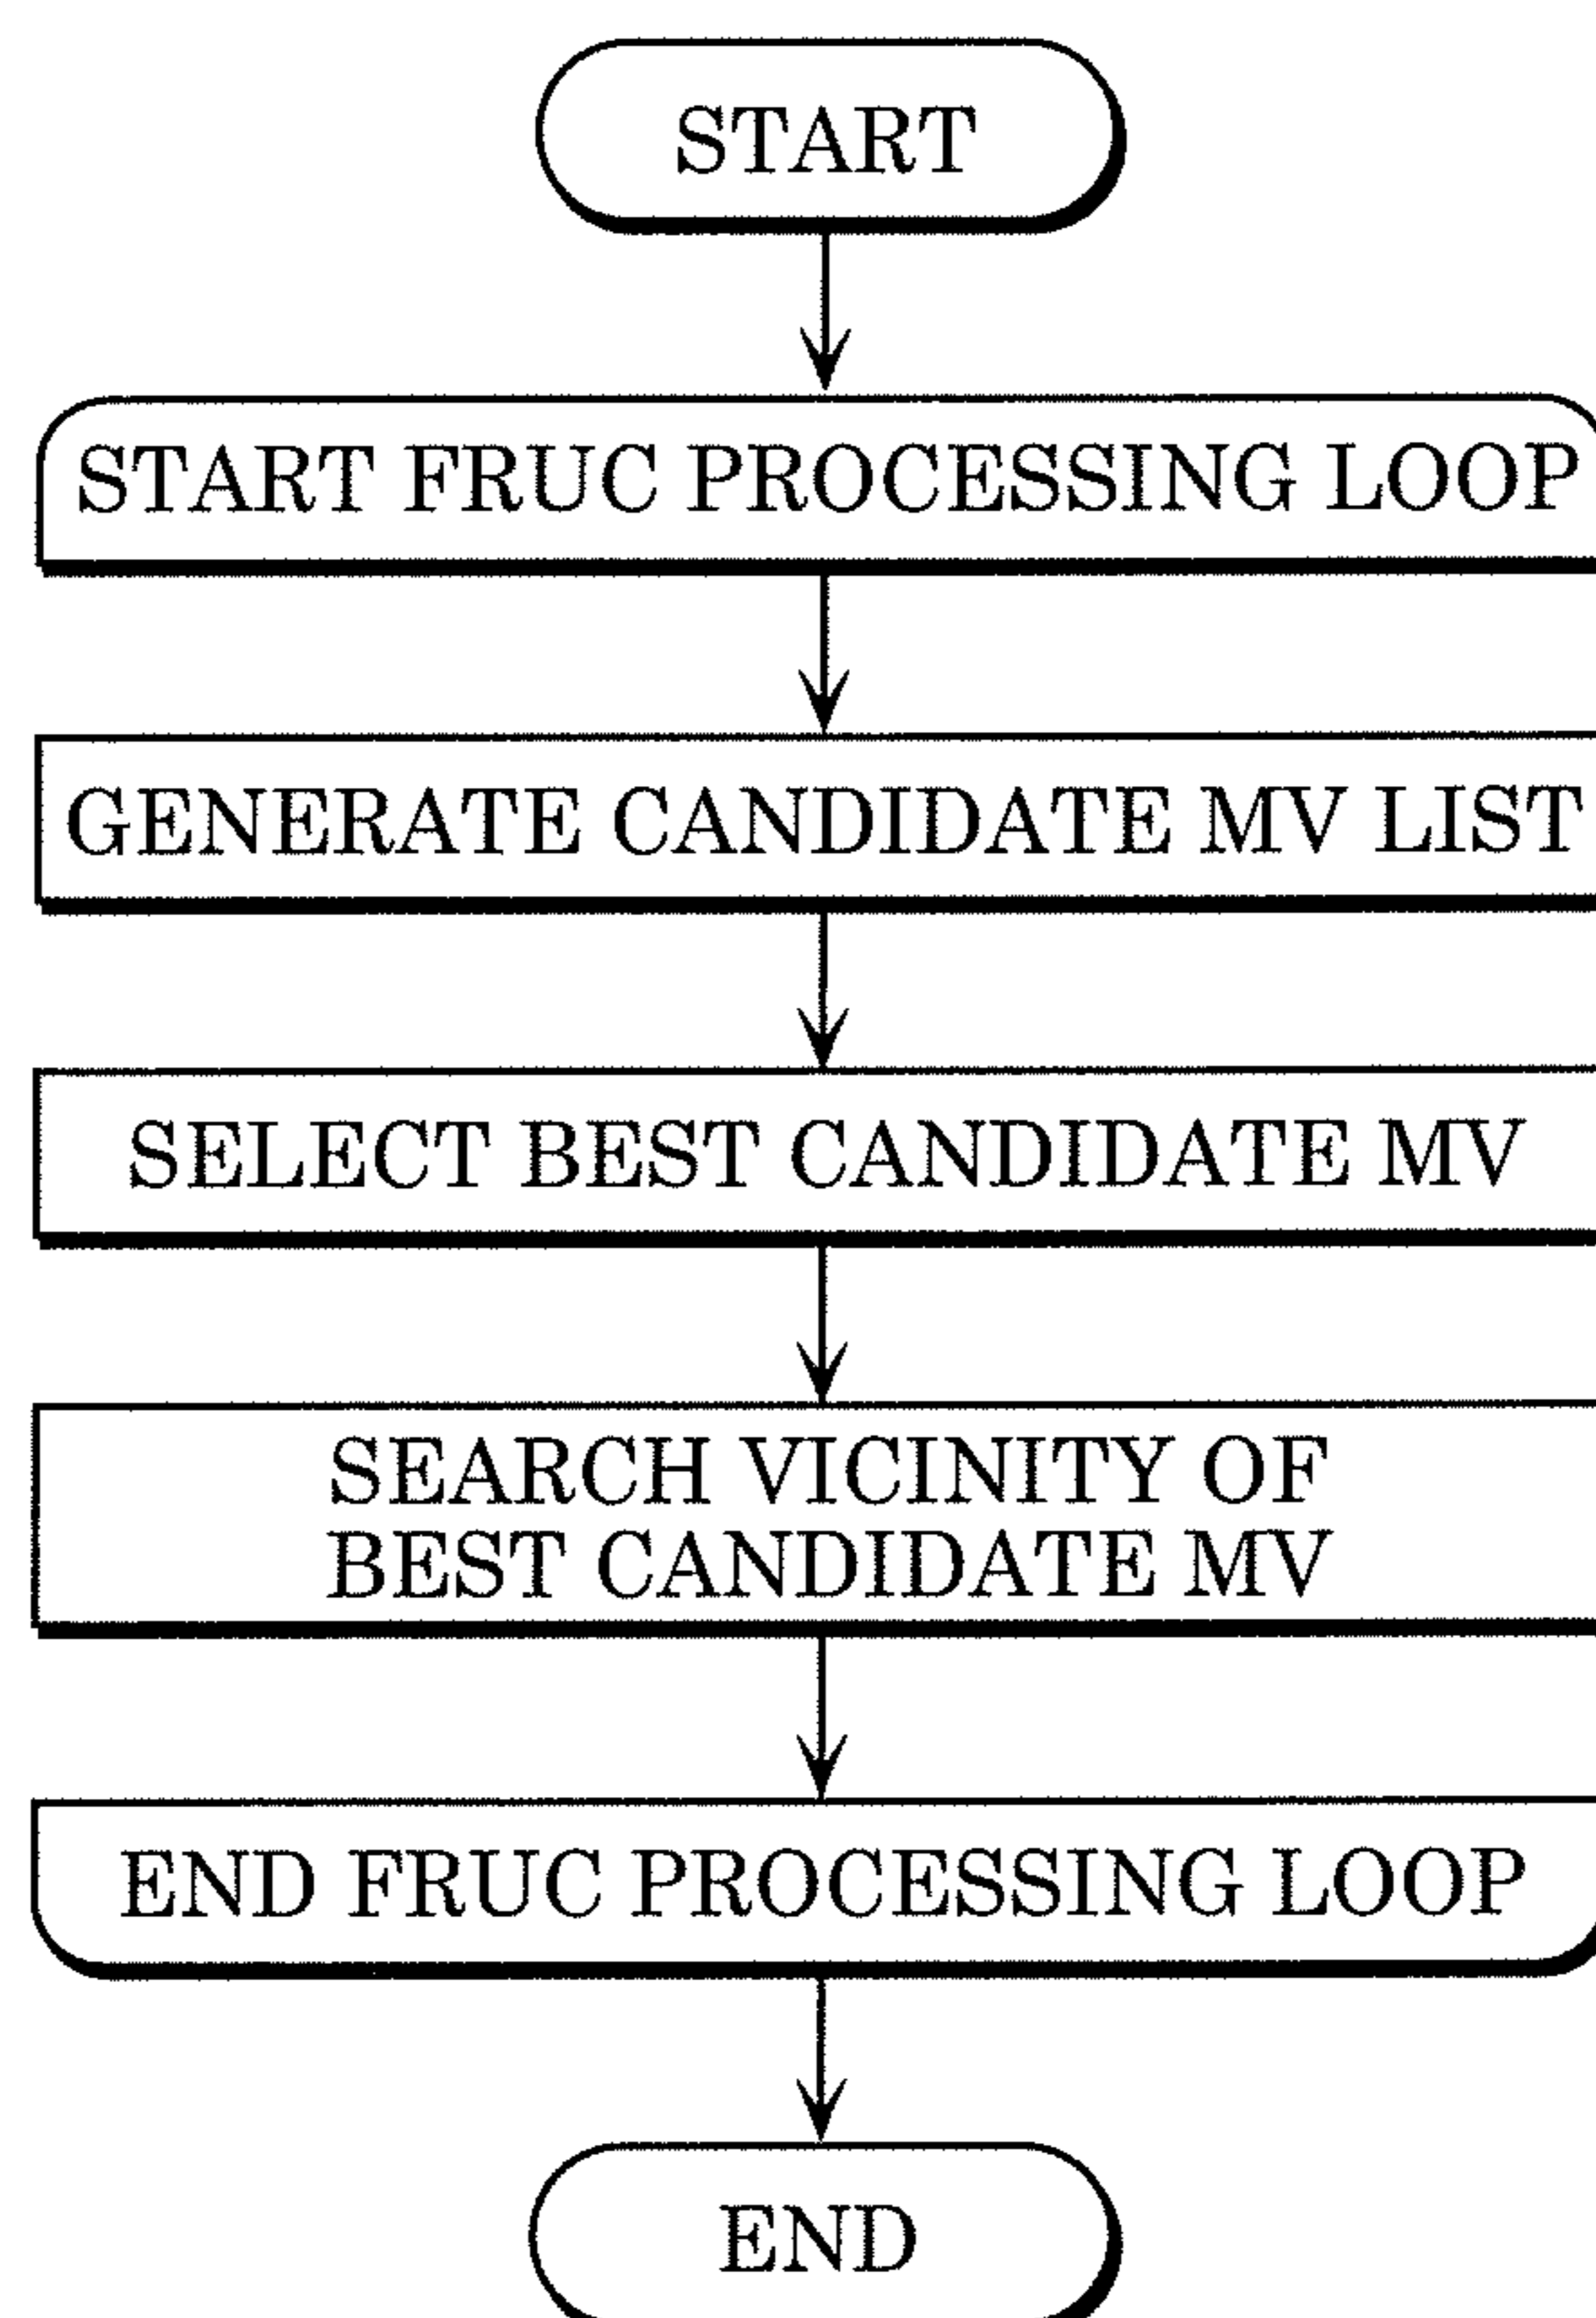 START
START FRUC PROCESSING LOOP
GENERATE CANDIDATE MV LIST
SELECT BEST CANDIDATE MV
SEARCH VICINITY OF
BEST CANDIDATE MV
END FRUC PROCESSING LOOP
END